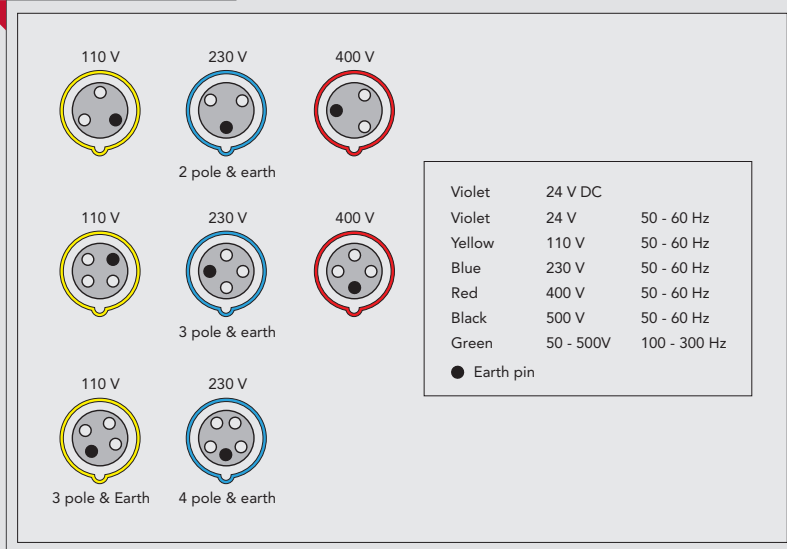 110 V 230 V 400 V
2 pole & earth
110 V 230 V 400 V
3 pole & earth
110 V 230 V
3 pole & Earth 4 pole & earth
Violet 24 V DC
Violet 24 V 50 - 60 Hz
Yellow 110 V 50 - 60 Hz
Blue 230 V 50 - 60 Hz
Red 400 V 50 - 60 Hz
Black 500 V 50 - 60 Hz
Green 50 - 500V 100 - 300 Hz
Earth pin